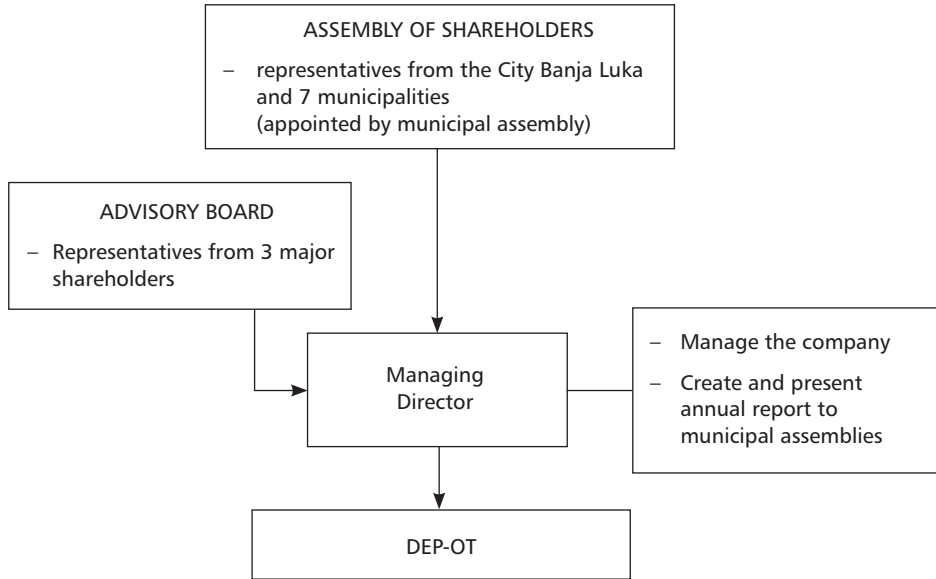 ASSEMBLY OF SHAREHOLDERS
– representatives from the City Banja Luka
and 7 municipalities
(appointed by municipal assembly)
ADVISORY BOARD
– Representatives from 3 major
shareholders
Managing
Director
– Manage the company
– Create and present
annual report to
municipal assemblies
DEP-OT